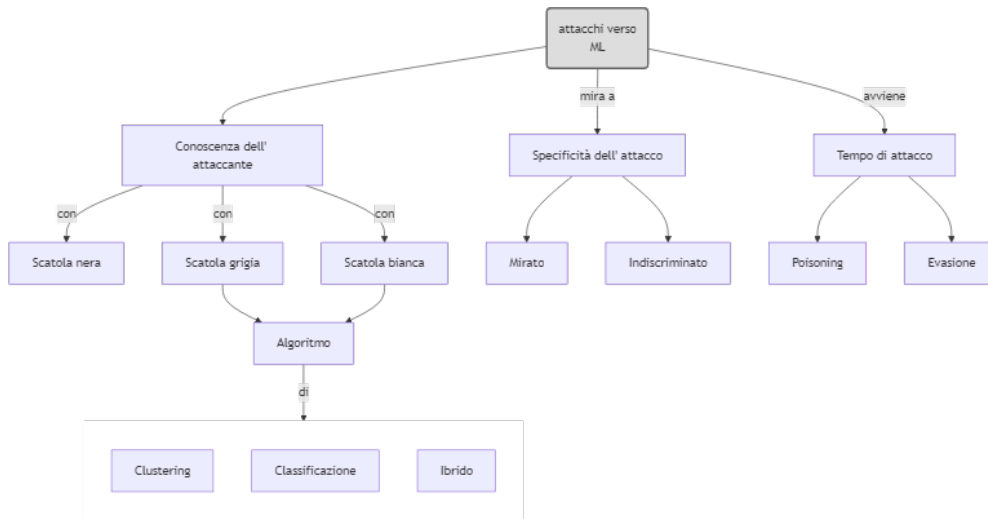 attacchi verso
ML
mira a
avviene
Conoscenza dell'
attaccante
Specificità dell' attacco
Tempo di attacco
con
con
con
Scatola nera
Scatola grigia
Scatola bianca
Mirato
Indiscriminato
Poisoning
Evasione
Algoritmo
di
Clustering
Classificazione
Ibrido